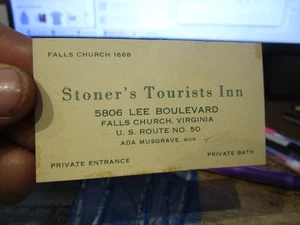 FALLS CHURCH 1668
Stoner's Tourists Inn
5806 LEE BOULEVARD
FALLS CHURCH, VIRGINIA
U. S. ROUTE NO. 50
ADA MUSGRAVE, MGR
PRIVATE ENTRANCE
PRIVATE BATH